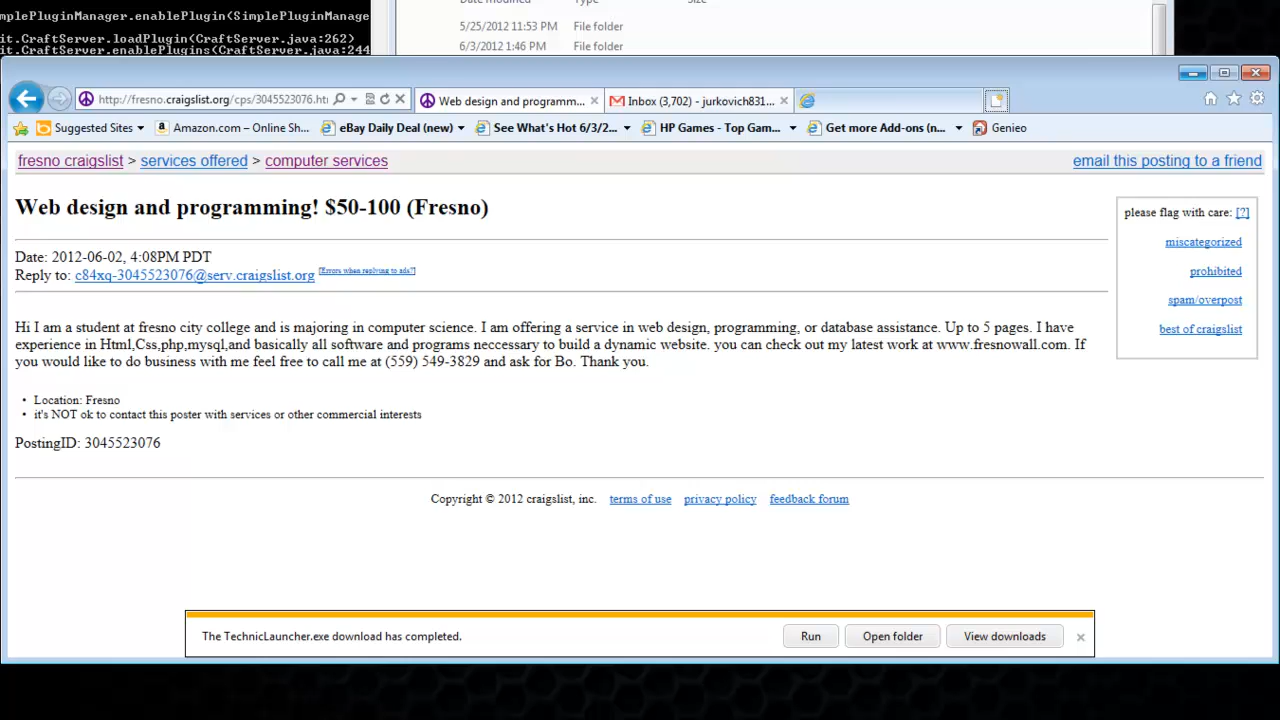 mplePluginManager.enablePlugin(SimplePluginManage
it.CraftServer.loadPlugin(CraftServer.java:262)
it.CraftServer.enablePlugins(CraftServer.java:244
5/25/2012 11:53 PM File folder
6/3/2012 1:46 PM File folder
http://fresno.craigslist.org/cps/3045523076.ht
Web design and programm...
Inbox (3,702) - jurkovich831...
Suggested Sites
Amazon.com – Online Sh...
eBay Daily Deal (new)
See What's Hot 6/3/2...
HP Games - Top Gam...
Get more Add-ons (n...
Genieo
fresno craigslist > services offered > computer services
email this posting to a friend
Web design and programming! $50-100 (Fresno)
please flag with care: [?]
miscategorized
prohibited
spam/overpost
best of craigslist
Date: 2012-06-02, 4:08PM PDT
Reply to: c84xq-3045523076@serv.craigslist.org [Errors when replying to ads?]
Hi I am a student at fresno city college and is majoring in computer science. I am offering a service in web design, programming, or database assistance. Up to 5 pages. I have
experience in Html,Css,php,mysql,and basically all software and programs neccessary to build a dynamic website. you can check out my latest work at www.fresnowall.com. If
you would like to do business with me feel free to call me at (559) 549-3829 and ask for Bo. Thank you.
• Location: Fresno
• it's NOT ok to contact this poster with services or other commercial interests
PostingID: 3045523076
Copyright © 2012 craigslist, inc. terms of use privacy policy feedback forum
The TechnicLauncher.exe download has completed.
Run
Open folder
View downloads